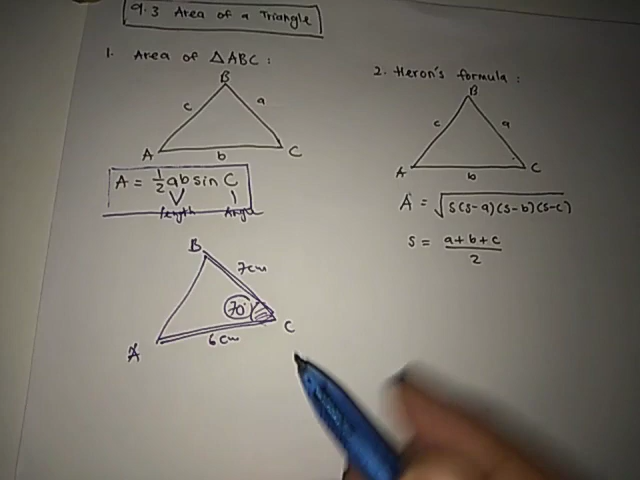 9.3 Area of a Triangle
1. Area of △ABC :
B
c
a
A
b
C
A = ½ab sin C
length
Angle
B
7cm
70°
C
A
6cm
2. Heron's formula :
B
c
a
A
b
C
A = √s(s-a)(s-b)(s-c)
s = a+b+c
2